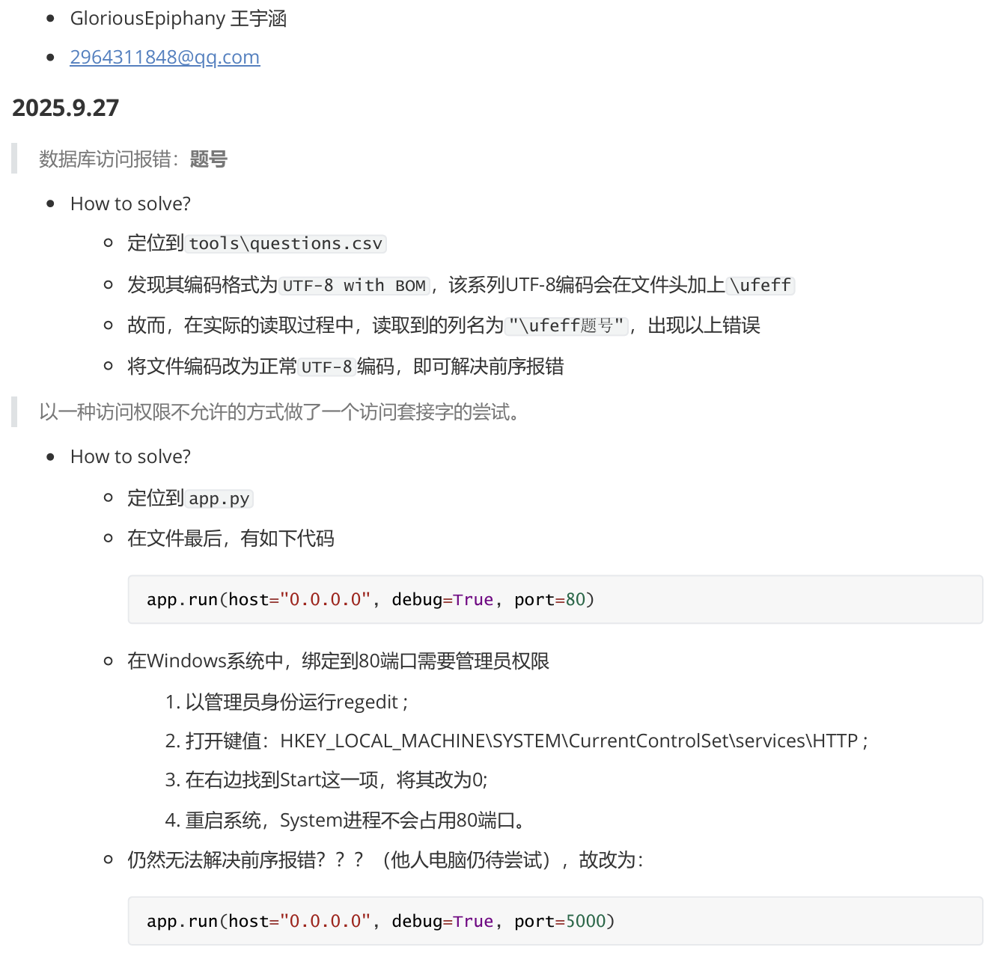 GloriousEpiphany 王宇涵
2964311848@qq.com
2025.9.27
数据库访问报错：题号
How to solve?
定位到tools\questions.csv
发现其编码格式为UTF-8 with BOM，该系列UTF-8编码会在文件头加上\ufeff
故而，在实际的读取过程中，读取到的列名为"\ufeff题号"，出现以上错误
将文件编码改为正常UTF-8编码，即可解决前序报错
以一种访问权限不允许的方式做了一个访问套接字的尝试。
How to solve?
定位到app.py
在文件最后，有如下代码
app.run(host="0.0.0.0", debug=True, port=80)
在Windows系统中，绑定到80端口需要管理员权限
1. 以管理员身份运行regedit ;
2. 打开键值：HKEY_LOCAL_MACHINE\SYSTEM\CurrentControlSet\services\HTTP ;
3. 在右边找到Start这一项，将其改为0;
4. 重启系统，System进程不会占用80端口。
仍然无法解决前序报错？？？（他人电脑仍待尝试），故改为：
app.run(host="0.0.0.0", debug=True, port=5000)